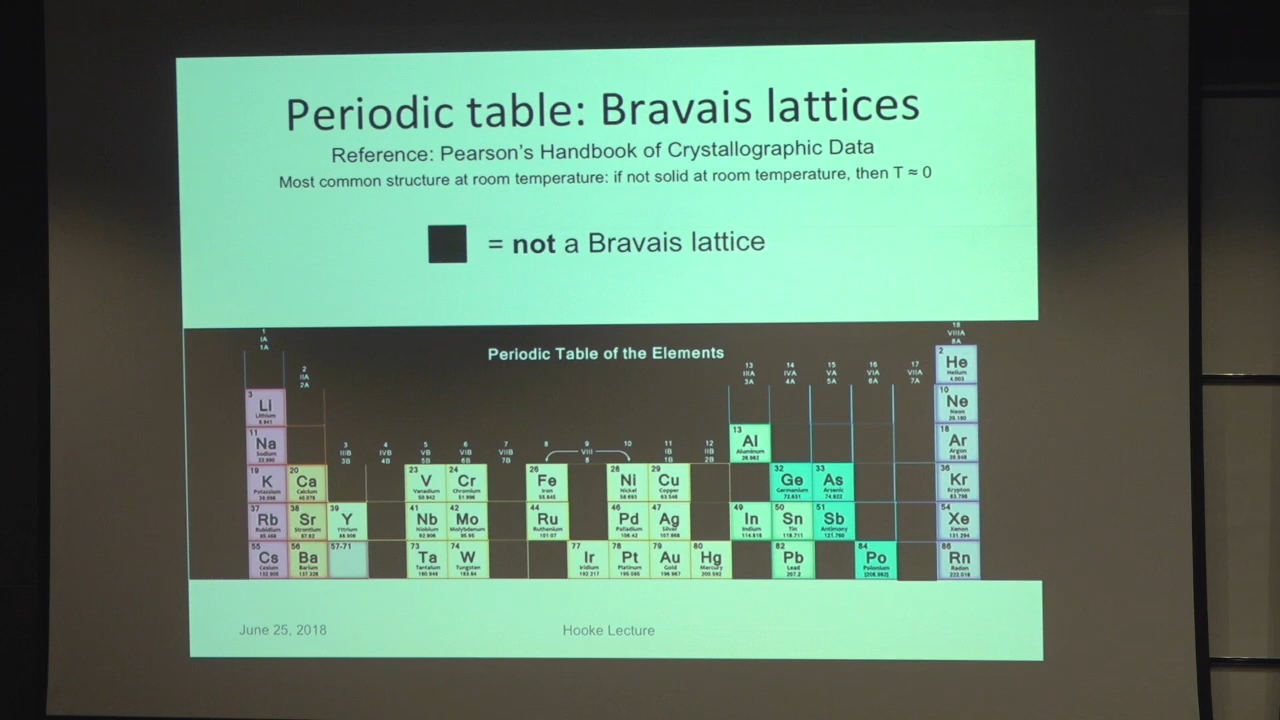 Periodic table: Bravais lattices
Reference: Pearson's Handbook of Crystallographic Data
Most common structure at room temperature: if not solid at room temperature, then T ≈ 0
= not a Bravais lattice
Periodic Table of the Elements
1 IA 1A
2 IIA 2A
13 IIIA 3A
14 IVA 4A
15 VA 5A
16 VIA 6A
17 VIIA 7A
18 VIIIA 8A
2 He Helium 4.003
3 Li Lithium 6.941
10 Ne Neon 20.180
11 Na Sodium
3 IIIB 3B
4 IVB 4B
5 VB 5B
6 VIB 6B
7 VIIB 7B
8
9 VIII 8
10
11 IB 1B
12 IIB 2B
13 Al Aluminum 26.982
18 Ar Argon 39.948
19 K Potassium 39.098
20 Ca Calcium 40.078
23 V Vanadium 50.942
24 Cr Chromium 51.996
26 Fe Iron 55.845
28 Ni Nickel 58.693
29 Cu Copper 63.546
32 Ge Germanium 72.631
33 As Arsenic 74.922
36 Kr Krypton 83.798
37 Rb Rubidium 85.468
38 Sr Strontium 87.62
39 Y Yttrium 88.906
41 Nb Niobium 92.906
42 Mo Molybdenum 95.95
44 Ru Ruthenium 101.07
46 Pd Palladium 106.42
47 Ag Silver 107.868
49 In Indium 114.818
50 Sn Tin 118.711
51 Sb Antimony 121.760
54 Xe Xenon 131.294
55 Cs Cesium 132.905
56 Ba Barium 137.328
57-71
73 Ta Tantalum 180.948
74 W Tungsten 183.84
77 Ir Iridium 192.217
78 Pt Platinum 195.085
79 Au Gold 196.967
80 Hg Mercury 200.592
82 Pb Lead 207.2
84 Po Polonium [208.982]
86 Rn Radon 222.018
June 25, 2018
Hooke Lecture